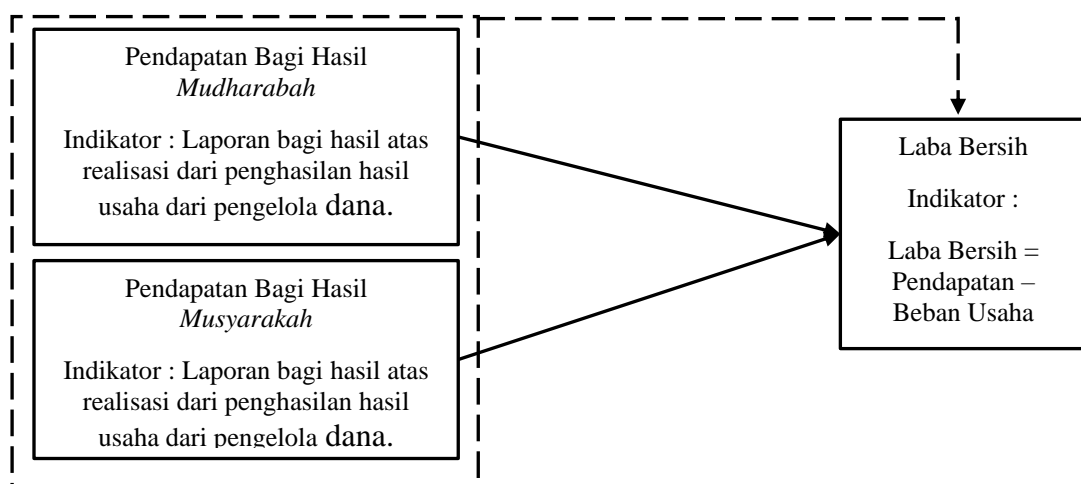 Pendapatan Bagi Hasil
Mudharabah
Indikator : Laporan bagi hasil atas
realisasi dari penghasilan hasil
usaha dari pengelola dana.
Pendapatan Bagi Hasil
Musyarakah
Indikator : Laporan bagi hasil atas
realisasi dari penghasilan hasil
usaha dari pengelola dana.
Laba Bersih
Indikator :
Laba Bersih =
Pendapatan –
Beban Usaha